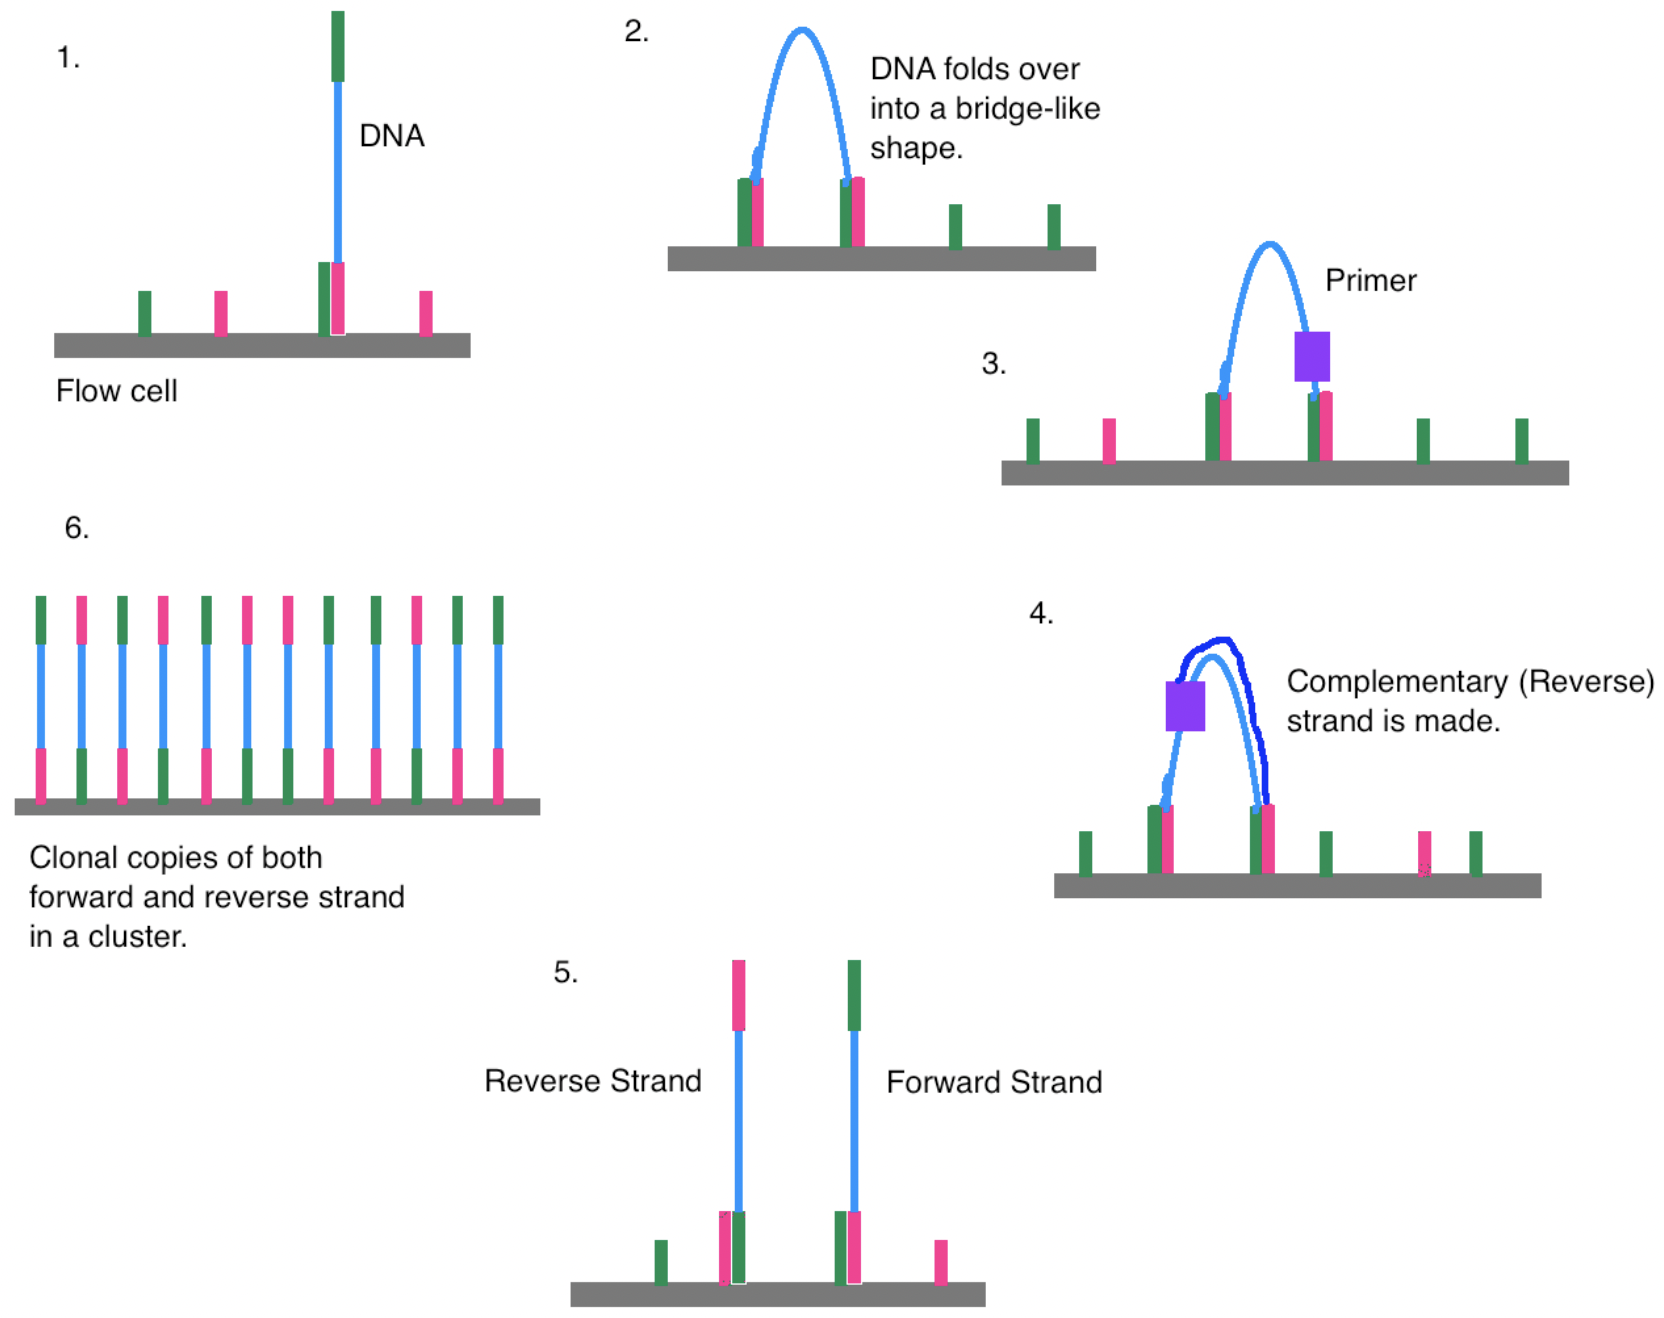 1.
DNA
Flow cell
2.
DNA folds over
into a bridge-like
shape.
3.
Primer
4.
Complementary (Reverse)
strand is made.
5.
Reverse Strand
Forward Strand
6.
Clonal copies of both
forward and reverse strand
in a cluster.